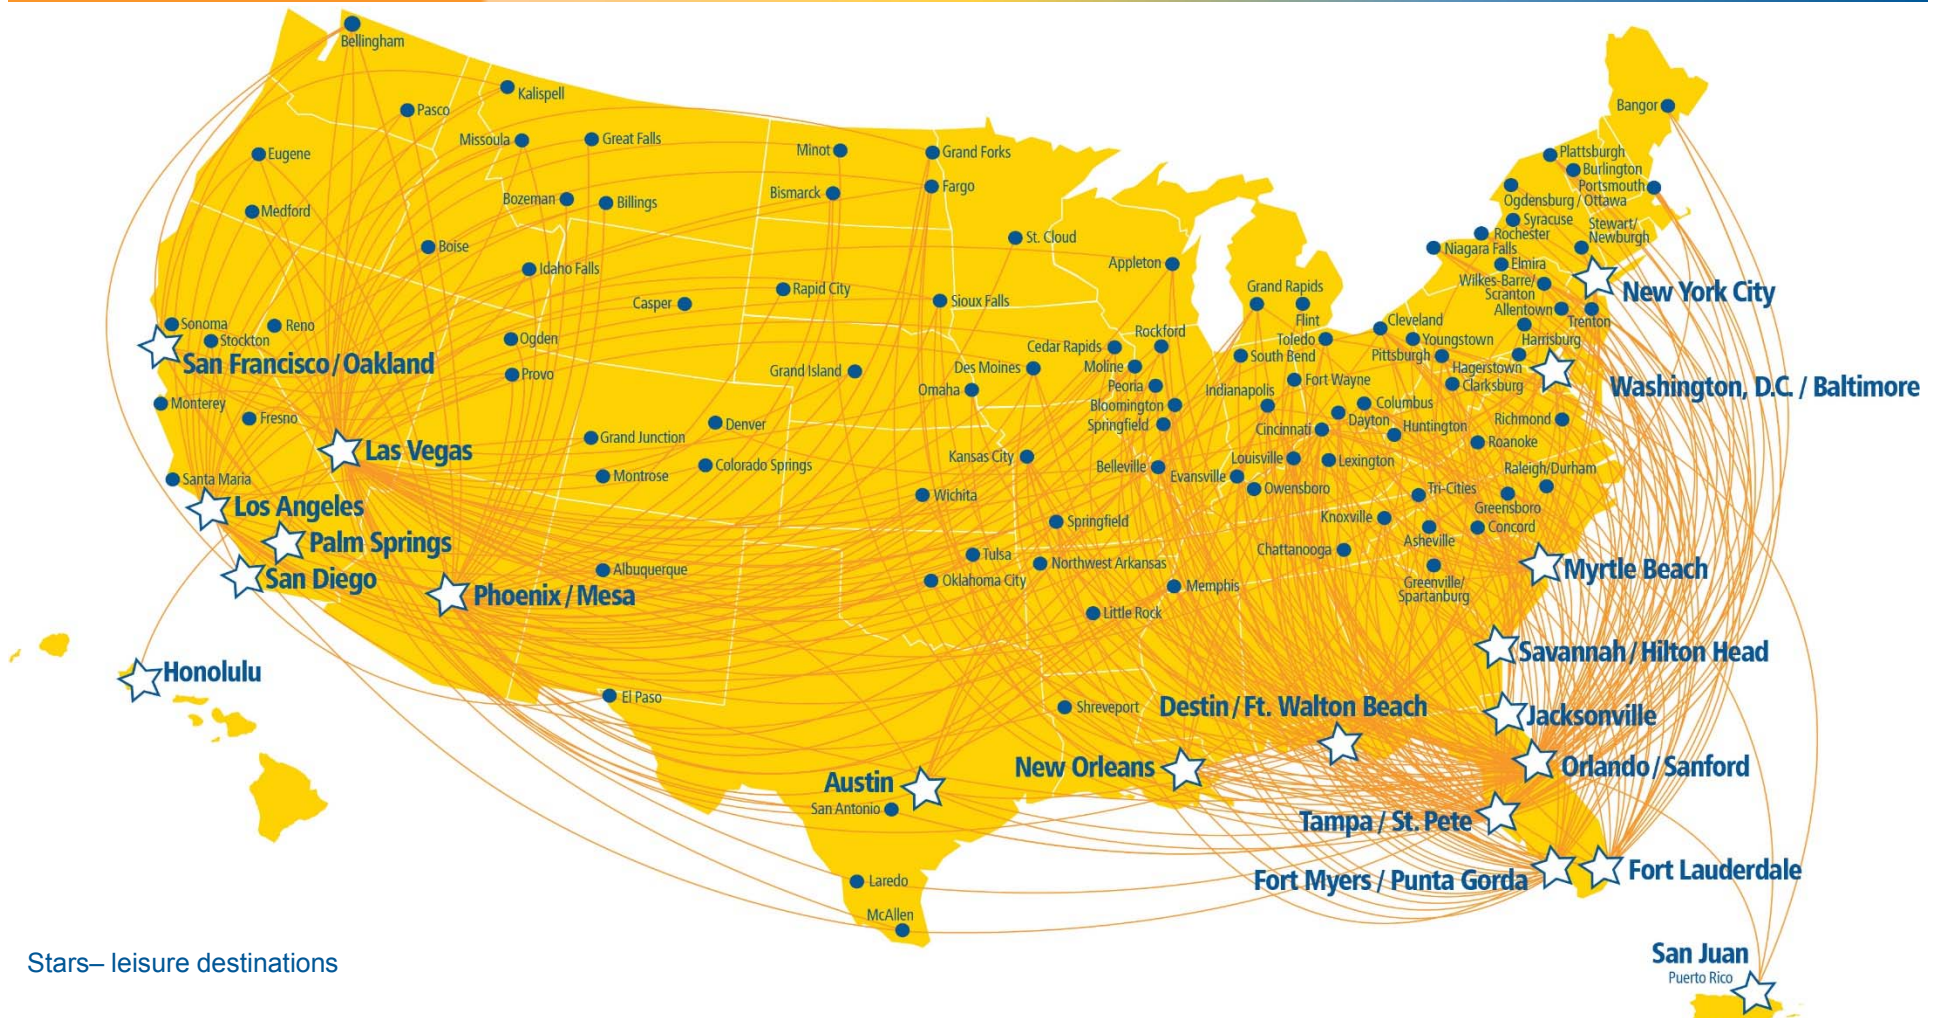 Bellingham
Kalispell
Pasco
Bangor
Missoula
Great Falls
Minot
Grand Forks
Eugene
Plattsburgh
Burlington
Portsmouth
Bozeman
Billings
Bismarck
Fargo
Ogdensburg / Ottawa
Medford
Syracuse
Stewart/
Newburgh
Rochester
Boise
St. Cloud
Niagara Falls
Idaho Falls
Appleton
Elmira
Wilkes-Barre/
Scranton
New York City
Casper
Rapid City
Sioux Falls
Grand Rapids
Flint
Allentown
Trenton
Sonoma
Reno
Stockton
Ogden
Rockford
Cleveland
Toledo
Youngstown
Harrisburg
San Francisco / Oakland
Cedar Rapids
South Bend
Pittsburgh
Provo
Grand Island
Des Moines
Moline
Hagerstown
Omaha
Peoria
Indianapolis
Fort Wayne
Clarksburg
Washington, D.C. / Baltimore
Monterey
Fresno
Bloomington
Columbus
Denver
Springfield
Cincinnati
Dayton
Huntington
Richmond
Las Vegas
Grand Junction
Roanoke
Kansas City
Belleville
Louisville
Lexington
Colorado Springs
Santa Maria
Montrose
Evansville
Owensboro
Raleigh/Durham
Los Angeles
Wichita
Tri-Cities
Greensboro
Springfield
Knoxville
Concord
Palm Springs
Asheville
Tulsa
Chattanooga
San Diego
Albuquerque
Northwest Arkansas
Myrtle Beach
Phoenix / Mesa
Oklahoma City
Memphis
Greenville/
Spartanburg
Little Rock
Honolulu
Savannah / Hilton Head
El Paso
Shreveport
Destin / Ft. Walton Beach
Jacksonville
New Orleans
Orlando / Sanford
Austin
San Antonio
Tampa / St. Pete
Laredo
Fort Myers / Punta Gorda
Fort Lauderdale
McAllen
San Juan
Puerto Rico
Stars– leisure destinations